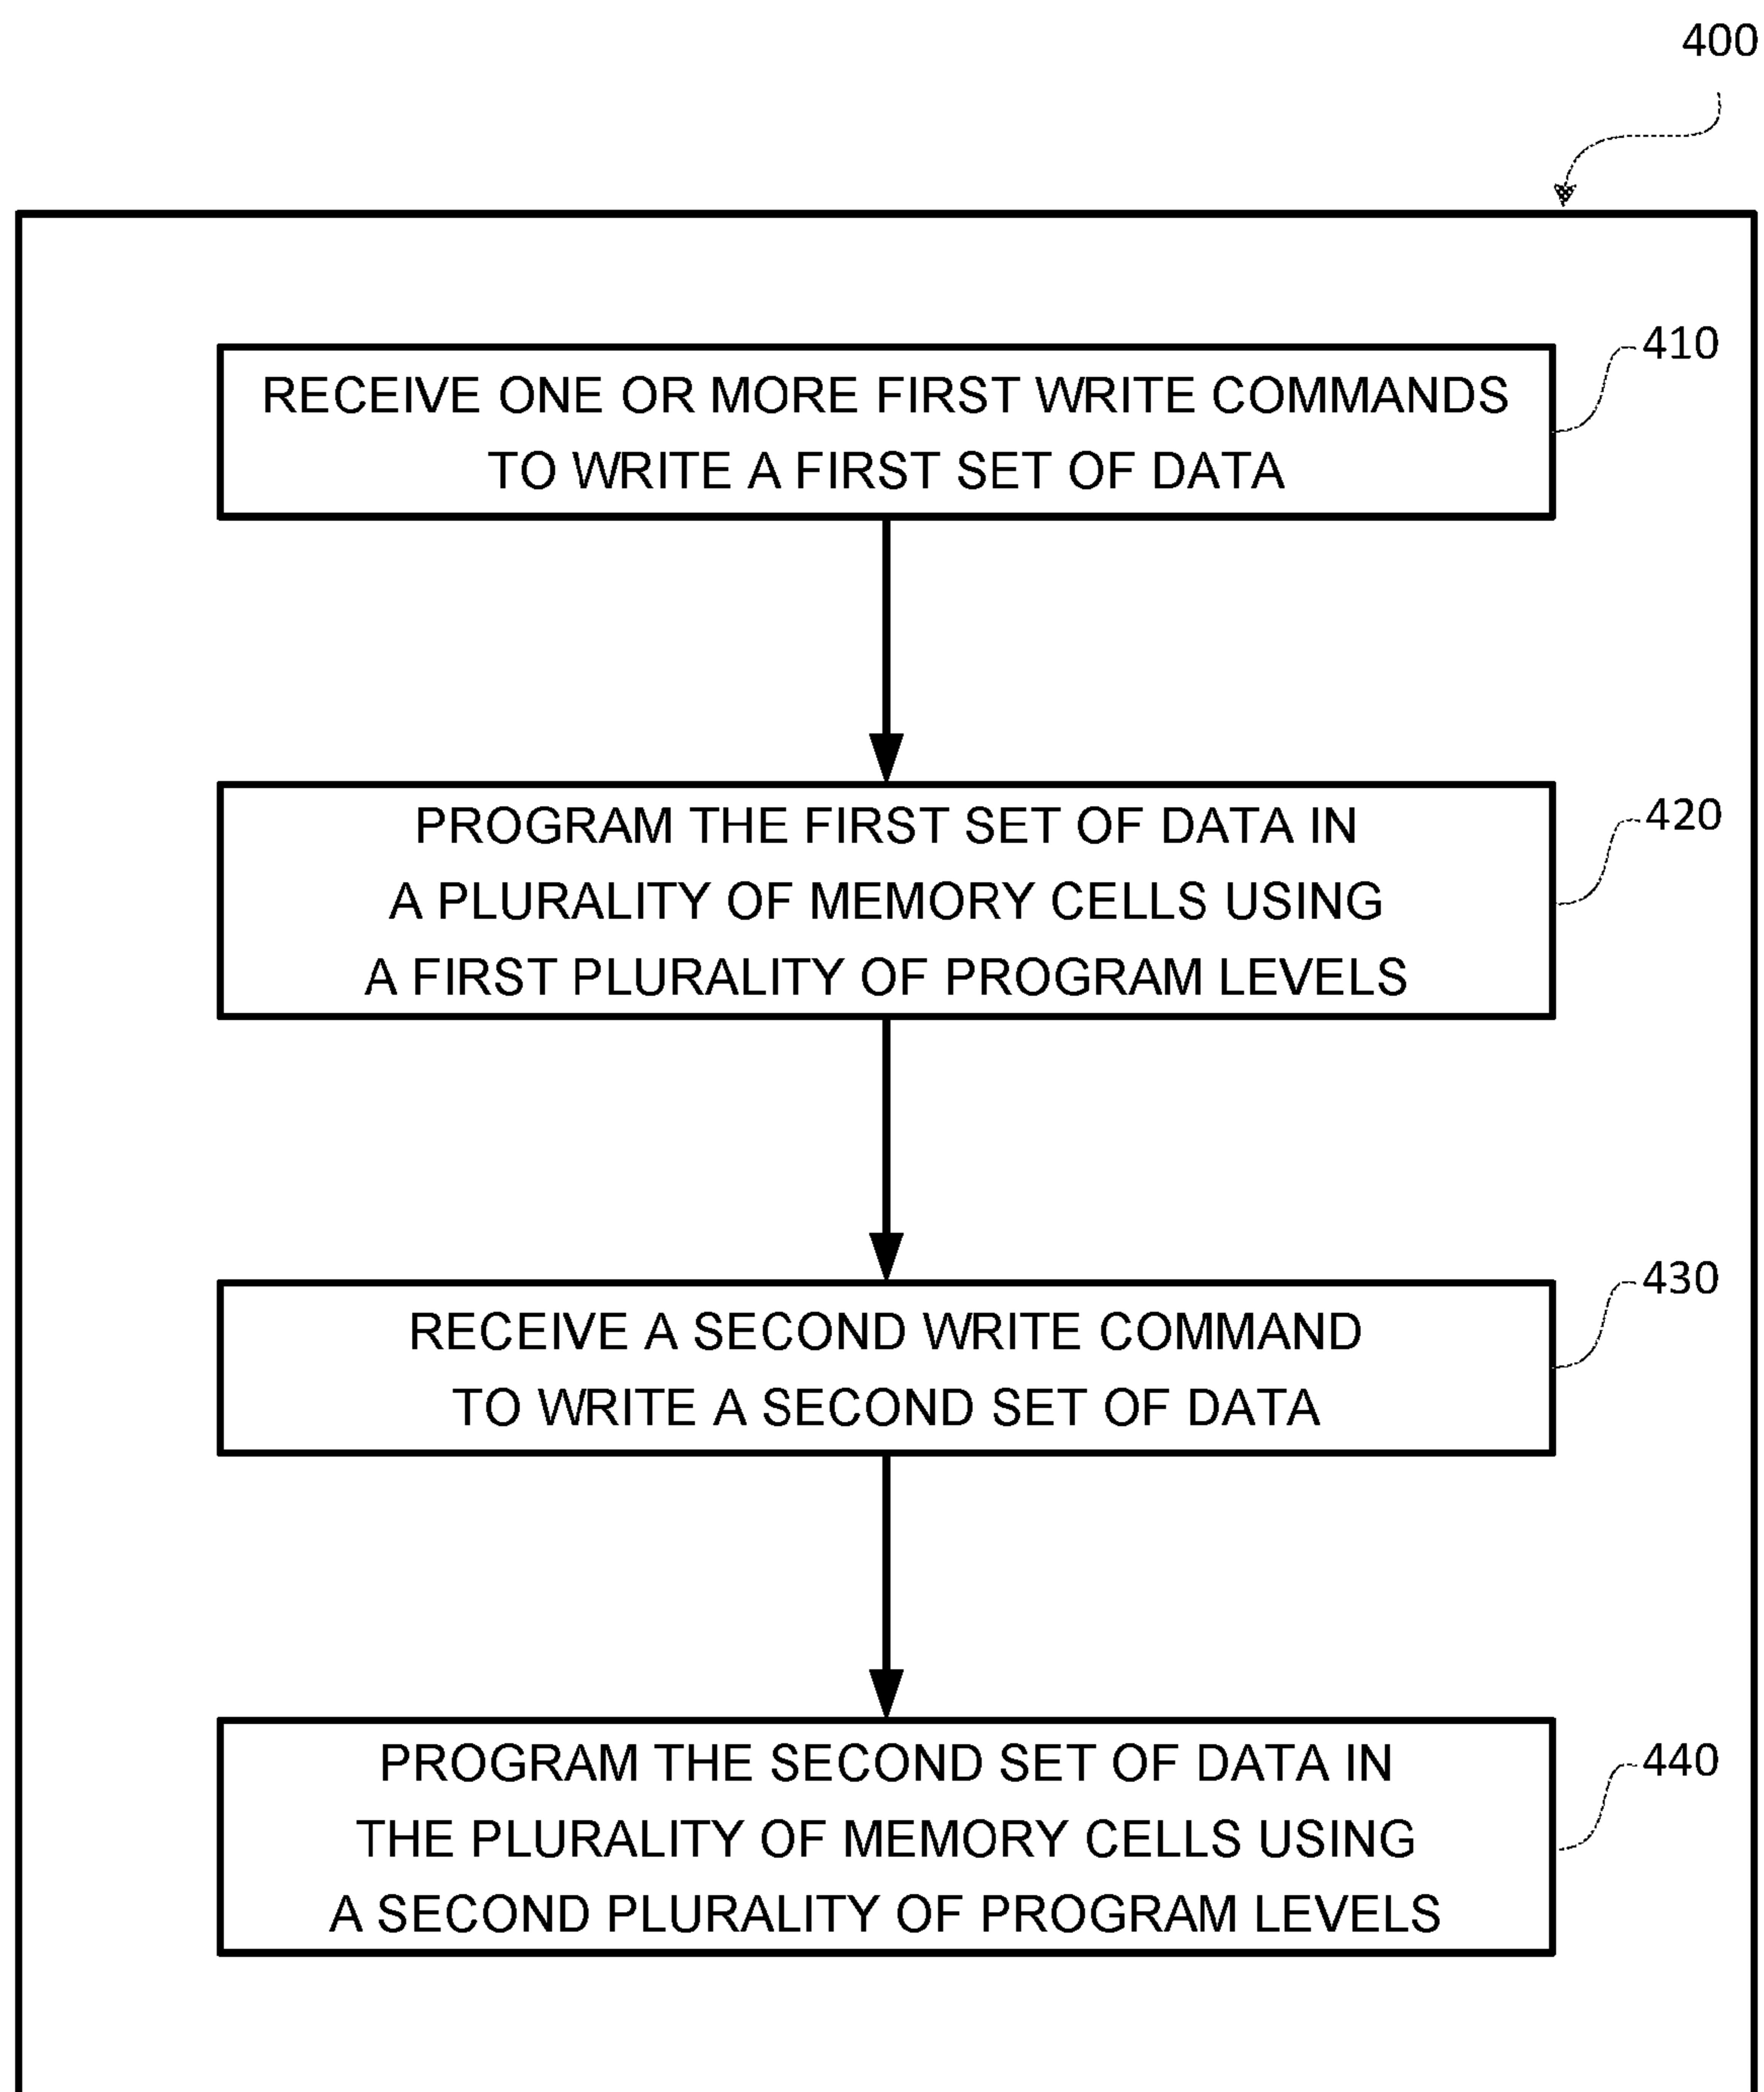 400
410
RECEIVE ONE OR MORE FIRST WRITE COMMANDS
TO WRITE A FIRST SET OF DATA
420
PROGRAM THE FIRST SET OF DATA IN
A PLURALITY OF MEMORY CELLS USING
A FIRST PLURALITY OF PROGRAM LEVELS
430
RECEIVE A SECOND WRITE COMMAND
TO WRITE A SECOND SET OF DATA
440
PROGRAM THE SECOND SET OF DATA IN
THE PLURALITY OF MEMORY CELLS USING
A SECOND PLURALITY OF PROGRAM LEVELS